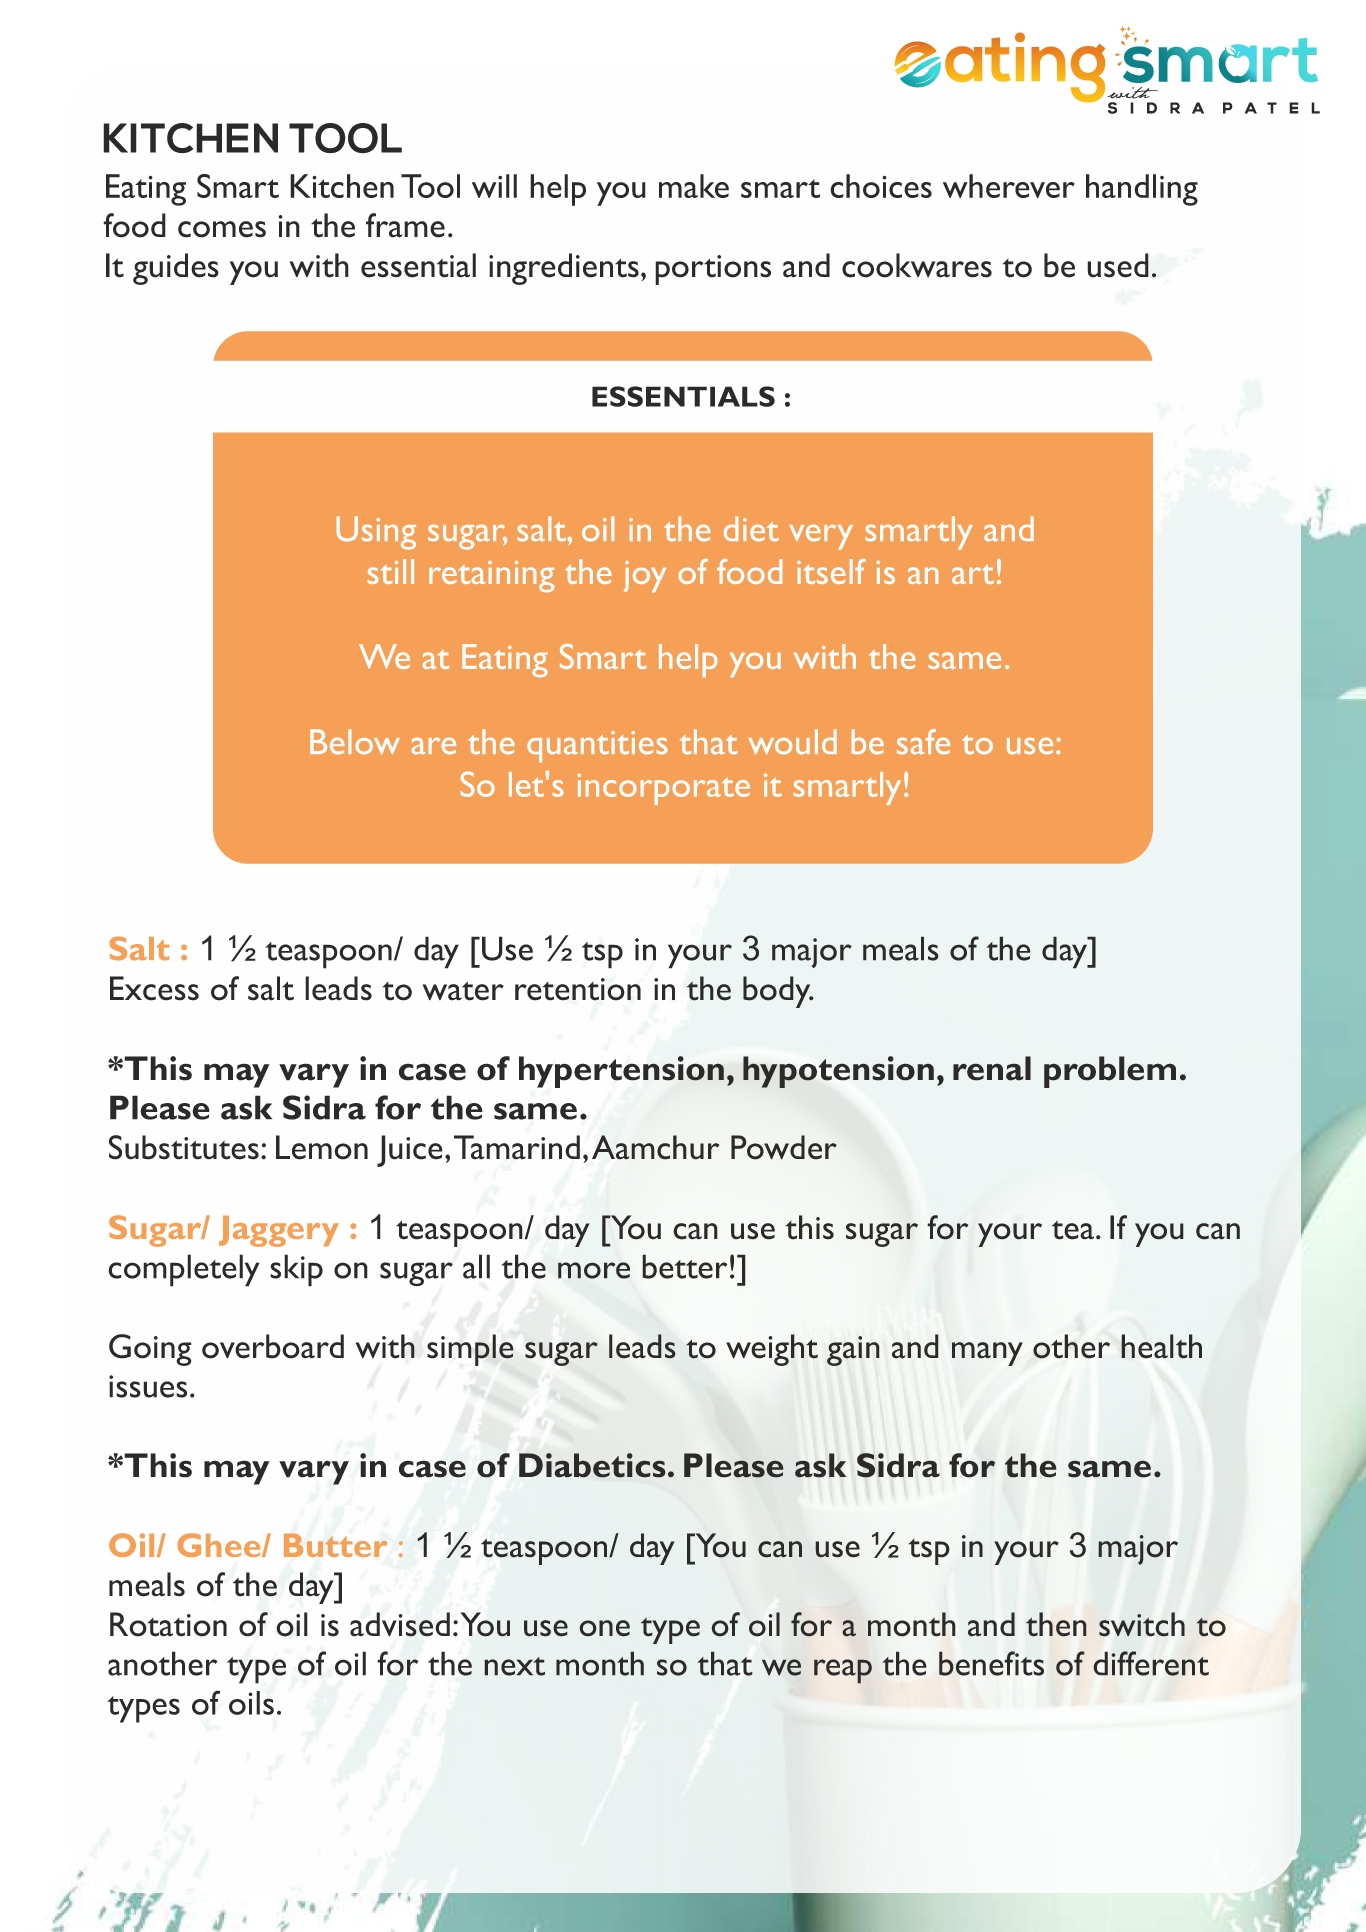 eating smart
with
SIDRA PATEL
KITCHEN TOOL
Eating Smart Kitchen Tool will help you make smart choices wherever handling
food comes in the frame.
It guides you with essential ingredients, portions and cookwares to be used.
ESSENTIALS :
Using sugar, salt, oil in the diet very smartly and
still retaining the joy of food itself is an art!
We at Eating Smart help you with the same.
Below are the quantities that would be safe to use:
So let's incorporate it smartly!
Salt : 1 ½ teaspoon/ day [Use ½ tsp in your 3 major meals of the day]
Excess of salt leads to water retention in the body.
*This may vary in case of hypertension, hypotension, renal problem.
Please ask Sidra for the same.
Substitutes: Lemon Juice, Tamarind, Aamchur Powder
Sugar/ Jaggery : 1 teaspoon/ day [You can use this sugar for your tea. If you can
completely skip on sugar all the more better!]
Going overboard with simple sugar leads to weight gain and many other health
issues.
*This may vary in case of Diabetics. Please ask Sidra for the same.
Oil/ Ghee/ Butter : 1 ½ teaspoon/ day [You can use ½ tsp in your 3 major
meals of the day]
Rotation of oil is advised: You use one type of oil for a month and then switch to
another type of oil for the next month so that we reap the benefits of different
types of oils.